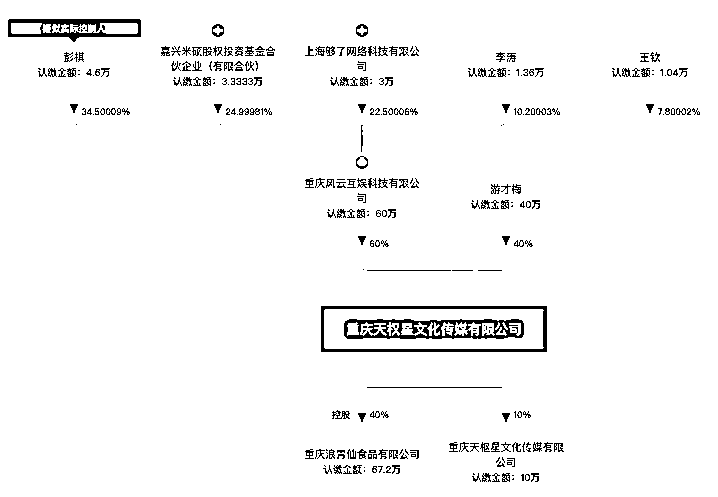 疑似实际控制人
彭祺
认缴金额：4.6万
34.50009%
嘉兴米硕股权投资基金合
伙企业（有限合伙）
认缴金额：3.3333万
24.99981%
上海够了网络科技有限公
司
认缴金额：3万
22.50006%
李涛
认缴金额：1.36万
10.20003%
王钦
认缴金额：1.04万
7.80002%
重庆风云互娱科技有限公
司
认缴金额：60万
60%
游才梅
认缴金额：40万
40%
重庆天权星文化传媒有限公司
控股
40%
重庆浪胃仙食品有限公司
认缴金额：67.2万
10%
重庆天枢星文化传媒有限
公司
认缴金额：10万